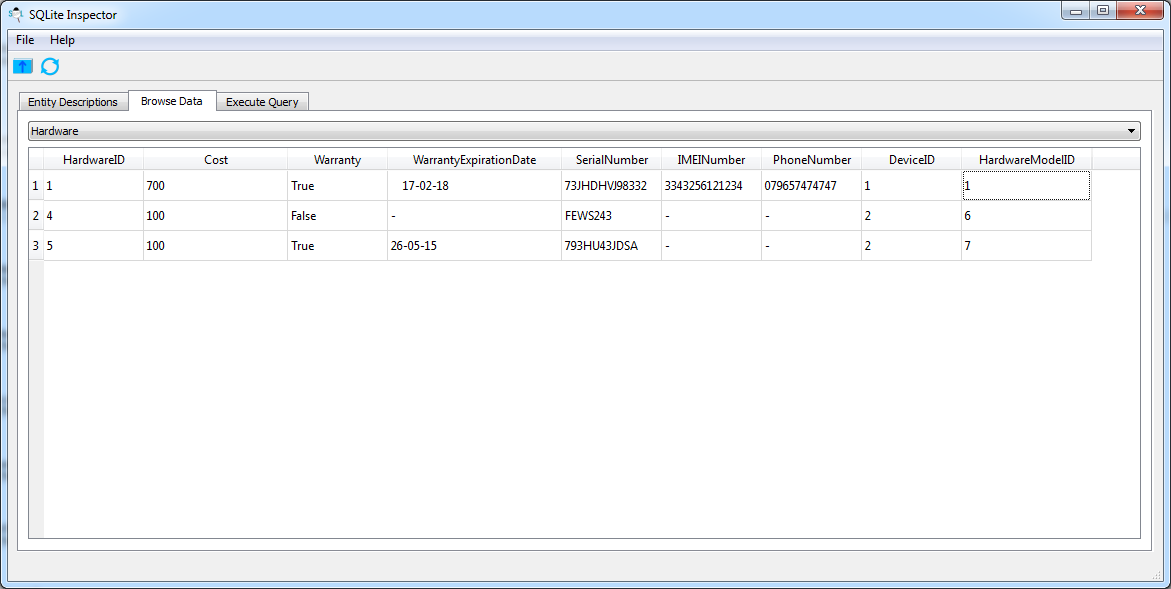 SQLite Inspector
File Help
Entity Descriptions Browse Data Execute Query
Hardware
HardwareID Cost Warranty WarrantyExpirationDate SerialNumber IMEINumber PhoneNumber DeviceID HardwareModelID
1 1 700 True 17-02-18 73JHDHVJ98332 3343256121234 079657474747 1 1
2 4 100 False - FEWS243 - - 2 6
3 5 100 True 26-05-15 793HU43JDSA - - 2 7